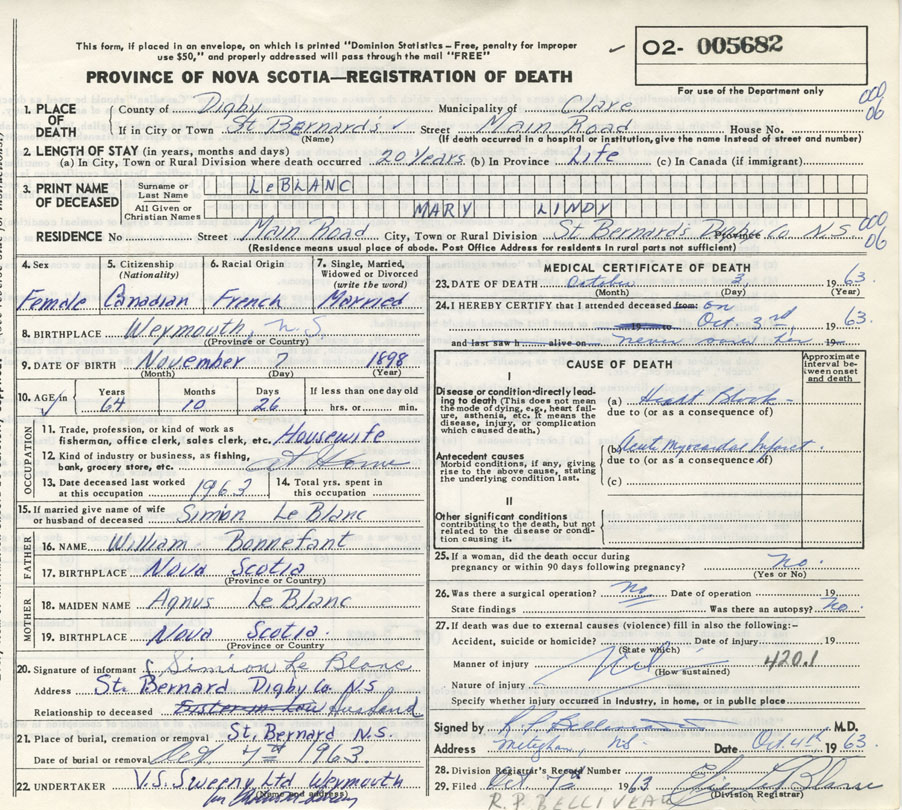 This form, if placed in an envelope, on which is printed "Dominion Statistics – Free, penalty for improper
use $50," and properly addressed will pass through the mail "FREE"
✓ O2- 005682
For use of the Department only
PROVINCE OF NOVA SCOTIA—REGISTRATION OF DEATH
1. PLACE OF DEATH County of Digby Municipality of Clare 000
If in City or Town St Bernard's ✓ Street Main Road House No. 06
(Name) (If death occurred in a hospital or institution, give the name instead of street and number)
2. LENGTH OF STAY (in years, months and days)
(a) In City, Town or Rural Division where death occurred 20 Years (b) In Province Life (c) In Canada (if immigrant)
3. PRINT NAME OF DECEASED Surname or Last Name LeBLANC
All Given or Christian Names MARY LINDY
RESIDENCE No Street Main Road City, Town or Rural Division St Bernard's Digby Co N.S 000 06
(Residence means usual place of abode. Post Office Address for residents in rural parts not sufficient)
4. Sex Female
5. Citizenship (Nationality) Canadian
6. Racial Origin French
7. Single, Married, Widowed or Divorced (write the word) Married
8. BIRTHPLACE Weymouth, N.S
(Province or Country)
9. DATE OF BIRTH November 7 1898
(Month) (Day) (Year)
10. AGE in Years Months Days If less than one day old
✓ 64 10 26 hrs. or min.
OCCUPATION
11. Trade, profession, or kind of work as fisherman, office clerk, sales clerk, etc. Housewife
12. Kind of industry or business, as fishing, bank, grocery store, etc. at Home
13. Date deceased last worked at this occupation 1963
14. Total yrs. spent in this occupation
15. If married give name of wife or husband of deceased Simon Le Blanc
FATHER
16. NAME William Bonnefant
17. BIRTHPLACE Nova Scotia
(Province or Country)
MOTHER
18. MAIDEN NAME Agnus Le Blanc
19. BIRTHPLACE Nova Scotia.
(Province or Country)
20. Signature of informant Simion Le Blanc
Address St. Bernard Digby Co. N.S
Relationship to deceased Husband
21. Place of burial, cremation or removal St, Bernard N.S.
Date of burial or removal Oct 7th 1963
22. UNDERTAKER V.S. Sweeny Ltd Weymouth
(Name and address)
MEDICAL CERTIFICATE OF DEATH
23. DATE OF DEATH October 3, 1963.
(Month) (Day) (Year)
24. I HEREBY CERTIFY that I attended deceased from: on
19 to Oct. 3rd, 1963.
and last saw h alive on never saw her 19
CAUSE OF DEATH
Approximate interval between onset and death
I
Disease or condition directly leading to death (This does not mean the mode of dying, e.g., heart failure, asthenia, etc. It means the disease, injury, or complication which caused death.)
(a) Heart Block -
due to (or as a consequence of)
Antecedent causes
Morbid conditions, if any, giving rise to the above cause, stating the underlying condition last.
(b) Acute myocardial Infarct
due to (or as a consequence of)
(c)
II
Other significant conditions
contributing to the death, but not related to the disease or condition causing it.
25. If a woman, did the death occur during pregnancy or within 90 days following pregnancy? no.
(Yes or No)
26. Was there a surgical operation? No Date of operation 19
State findings Was there an autopsy? No
27. If death was due to external causes (violence) fill in also the following:–
Accident, suicide or homicide? Date of injury 19
(State which)
Manner of injury Nil 420.1
(How sustained)
Nature of injury
Specify whether injury occurred in industry, in home, or in public place
Signed by R P Belliveau M.D.
Address Meteghan, NS. Date Oct 4th 1963.
28. Division Registrar's Record Number
29. Filed Oct 7th 1963
(Division Registrar)
R.P BELLIVEAU